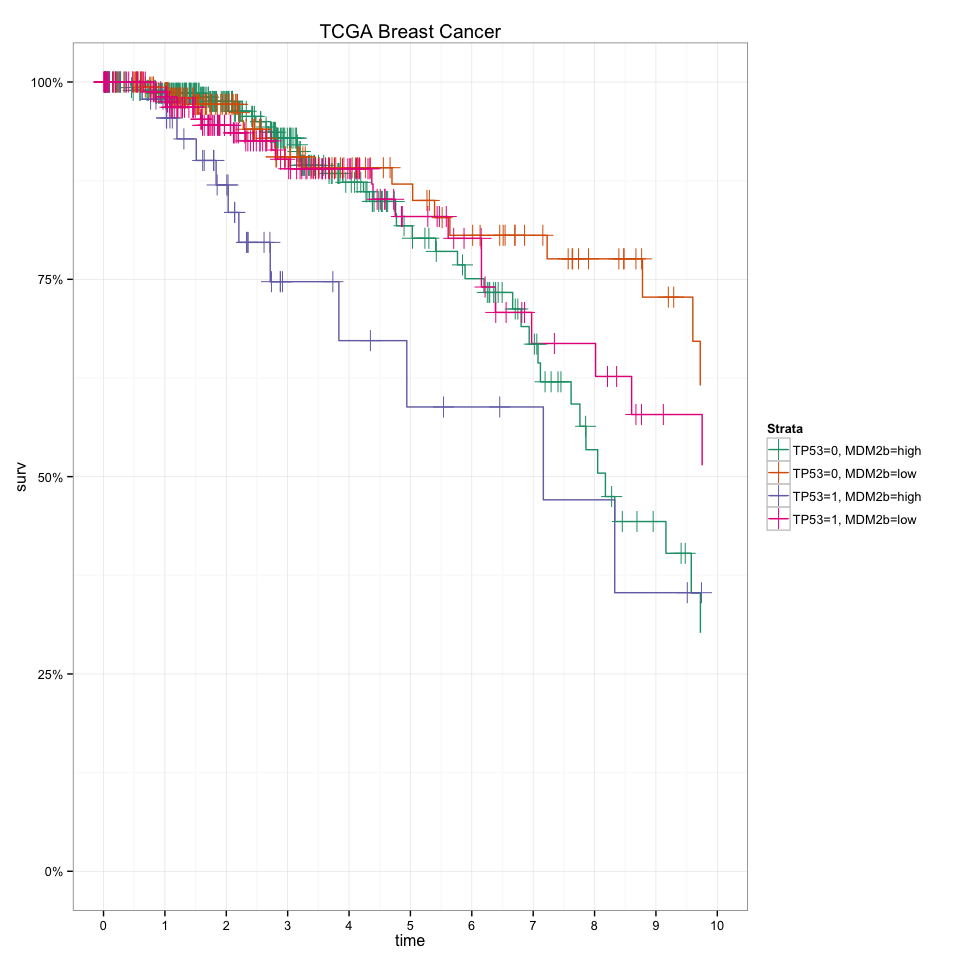 TCGA Breast Cancer
100%
75%
50%
25%
0%
surv
0 1 2 3 4 5 6 7 8 9 10
time
Strata
TP53=0, MDM2b=high
TP53=0, MDM2b=low
TP53=1, MDM2b=high
TP53=1, MDM2b=low